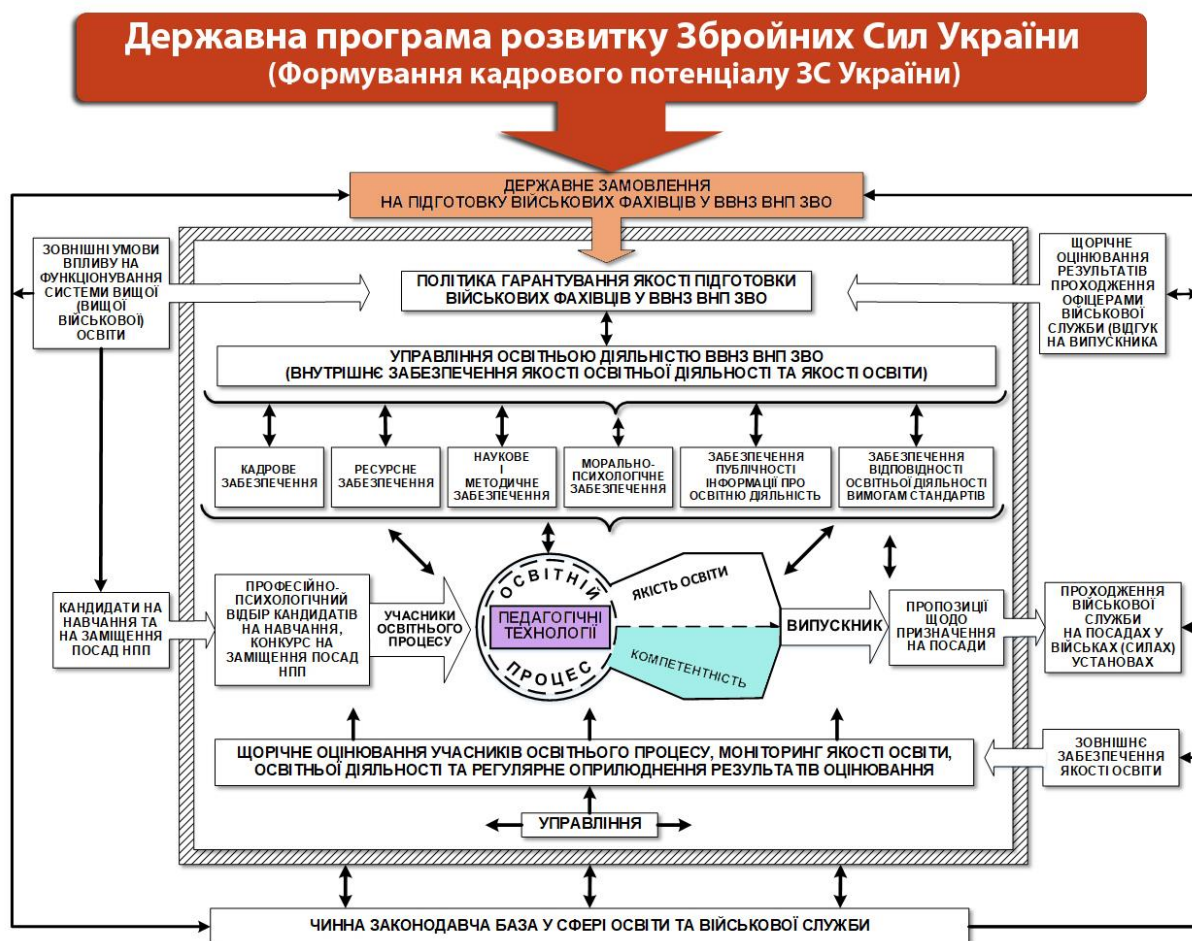 Державна програма розвитку Збройних Сил України
(Формування кадрового потенціалу ЗС України)
ДЕРЖАВНЕ ЗАМОВЛЕННЯ
НА ПІДГОТОВКУ ВІЙСЬКОВИХ ФАХІВЦІВ У ВВНЗ ВНП ЗВО
ЗОВНІШНІ УМОВИ
ВПЛИВУ НА
ФУНКЦІОНУВАННЯ
СИСТЕМИ ВИЩОЇ
(ВИЩОЇ
ВІЙСЬКОВОЇ)
ОСВІТИ
ПОЛІТИКА ГАРАНТУВАННЯ ЯКОСТІ ПІДГОТОВКИ
ВІЙСЬКОВИХ ФАХІВЦІВ У ВВНЗ ВНП ЗВО
ЩОРІЧНЕ
ОЦІНЮВАННЯ
РЕЗУЛЬТАТІВ
ПРОХОДЖЕННЯ
ОФІЦЕРАМИ
ВІЙСЬКОВОЇ
СЛУЖБИ (ВІДГУК
НА ВИПУСКНИКА
УПРАВЛІННЯ ОСВІТНЬОЮ ДІЯЛЬНІСТЮ ВВНЗ ВНП ЗВО
(ВНУТРІШНЄ ЗАБЕЗПЕЧЕННЯ ЯКОСТІ ОСВІТНЬОЇ ДІЯЛЬНОСТІ ТА ЯКОСТІ ОСВІТИ)
КАДРОВЕ
ЗАБЕЗПЕЧЕННЯ
РЕСУРСНЕ
ЗАБЕЗПЕЧЕННЯ
НАУКОВЕ
І
МЕТОДИЧНЕ
ЗАБЕЗПЕЧЕННЯ
МОРАЛЬНО-
ПСИХОЛОГІЧНЕ
ЗАБЕЗПЕЧЕННЯ
ЗАБЕЗПЕЧЕННЯ
ПУБЛІЧНОСТІ
ІНФОРМАЦІЇ ПРО
ОСВІТНЮ ДІЯЛЬНІСТЬ
ЗАБЕЗПЕЧЕННЯ
ВІДПОВІДНОСТІ
ОСВІТНЬОЇ ДІЯЛЬНОСТІ
ВИМОГАМ СТАНДАРТІВ
КАНДИДАТИ НА
НАВЧАННЯ ТА
НА ЗАМІЩЕННЯ
ПОСАД НПП
ПРОФЕСІЙНО-
ПСИХОЛОГІЧНИЙ
ВІДБІР КАНДИДАТІВ
НА НАВЧАННЯ,
КОНКУРС НА
ЗАМІЩЕННЯ ПОСАД
НПП
УЧАСНИКИ
ОСВІТНЬОГО
ПРОЦЕСУ
ОСВІТНІЙ
ПЕДАГОГІЧНІ
ТЕХНОЛОГІЇ
ПРОЦЕС
ЯКІСТЬ ОСВІТИ
КОМПЕТЕНТНІСТЬ
ВИПУСКНИК
ПРОПОЗИЦІЇ
ЩОДО
ПРИЗНАЧЕННЯ
НА ПОСАДИ
ПРОХОДЖЕННЯ
ВІЙСЬКОВОЇ
СЛУЖБИ
НА ПОСАДАХ У
ВІЙСЬКАХ (СИЛАХ)
УСТАНОВАХ
ЩОРІЧНЕ ОЦІНЮВАННЯ УЧАСНИКІВ ОСВІТНЬОГО ПРОЦЕСУ, МОНІТОРИНГ ЯКОСТІ ОСВІТИ,
ОСВІТНЬОЇ ДІЯЛЬНОСТІ ТА РЕГУЛЯРНЕ ОПРИЛЮДНЕННЯ РЕЗУЛЬТАТІВ ОЦІНЮВАННЯ
ЗОВНІШНЄ
ЗАБЕЗПЕЧЕННЯ
ЯКОСТІ ОСВІТИ
УПРАВЛІННЯ
ЧИННА ЗАКОНОДАВЧА БАЗА У СФЕРІ ОСВІТИ ТА ВІЙСЬКОВОЇ СЛУЖБИ